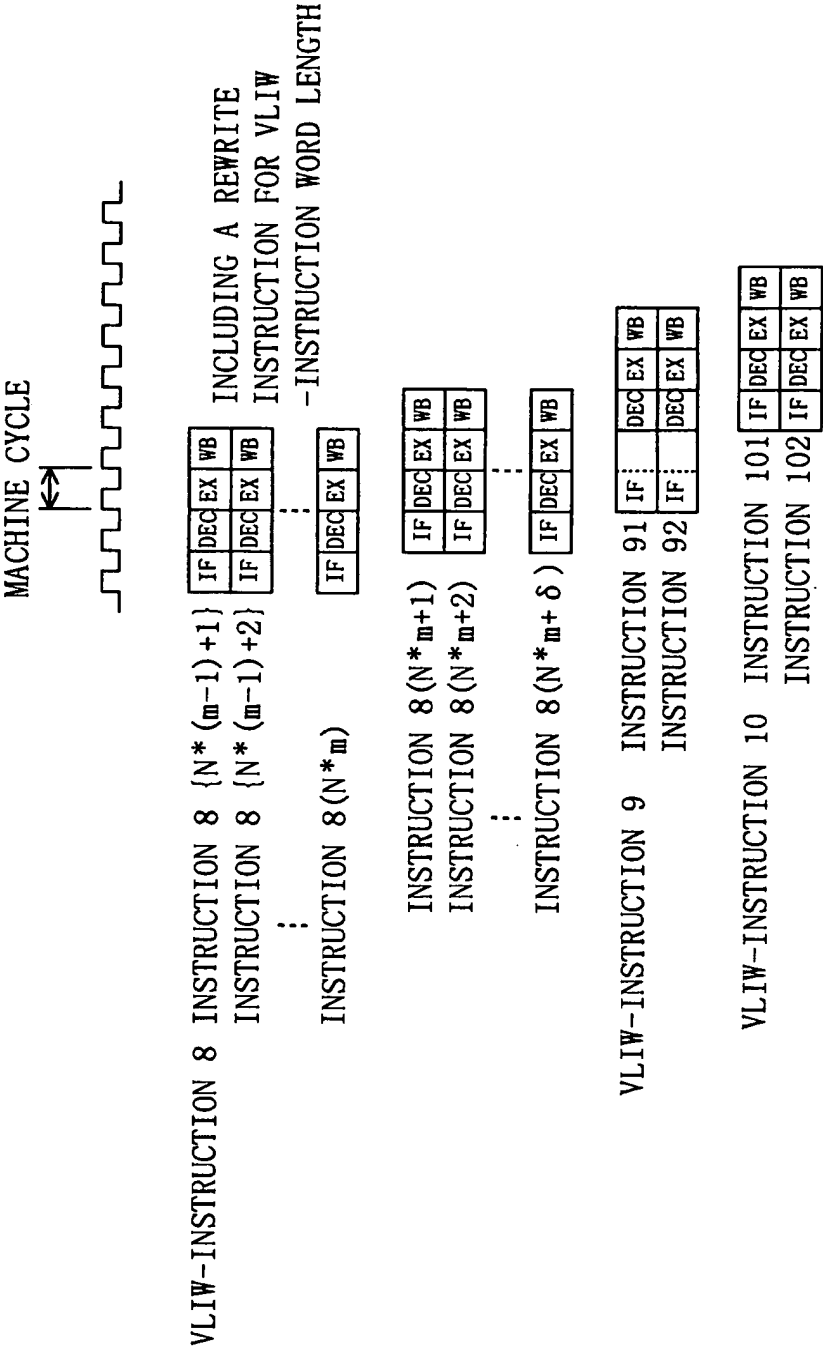 MACHINE CYCLE
VLIW-INSTRUCTION 8 INSTRUCTION 8 {N*(m-1)+1} IF DEC EX WB INCLUDING A REWRITE
INSTRUCTION 8 {N*(m-1)+2} IF DEC EX WB INSTRUCTION FOR VLIW
-INSTRUCTION WORD LENGTH
INSTRUCTION 8(N*m) IF DEC EX WB
INSTRUCTION 8(N*m+1) IF DEC EX WB
INSTRUCTION 8(N*m+2) IF DEC EX WB
INSTRUCTION 8(N*m+ δ) IF DEC EX WB
VLIW-INSTRUCTION 9 INSTRUCTION 91 IF DEC EX WB
INSTRUCTION 92 IF DEC EX WB
VLIW-INSTRUCTION 10 INSTRUCTION 101 IF DEC EX WB
INSTRUCTION 102 IF DEC EX WB